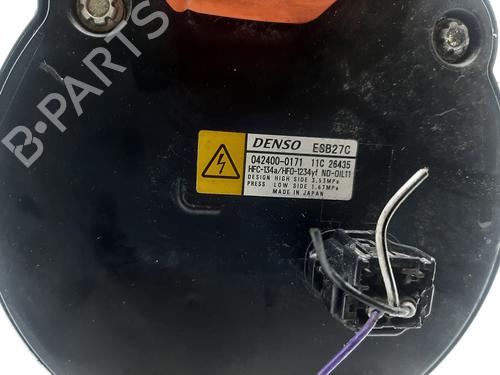 B-PARTS
DENSO ESB27C
042400-0171 11C 26435
HFC-134a/HFO-1234yf ND-OIL11
DESIGN HIGH SIDE 3.53MPa
PRESS LOW SIDE 1.67MPa
MADE IN JAPAN